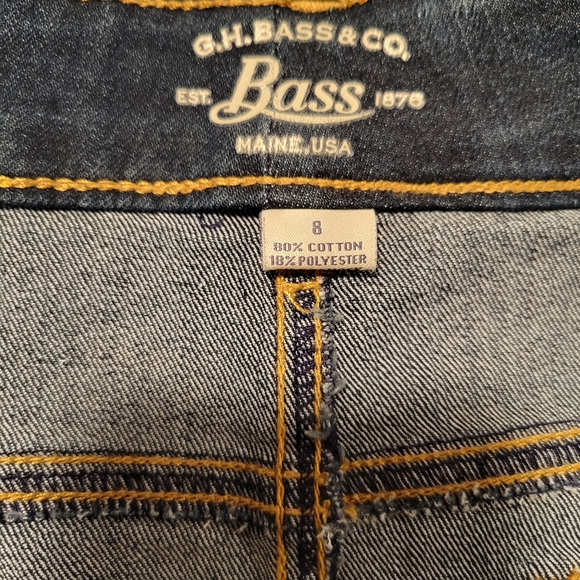 G.H.BASS & CO.
EST. Bass 1876
MAINE, USA
8
80% COTTON
18% POLYESTER